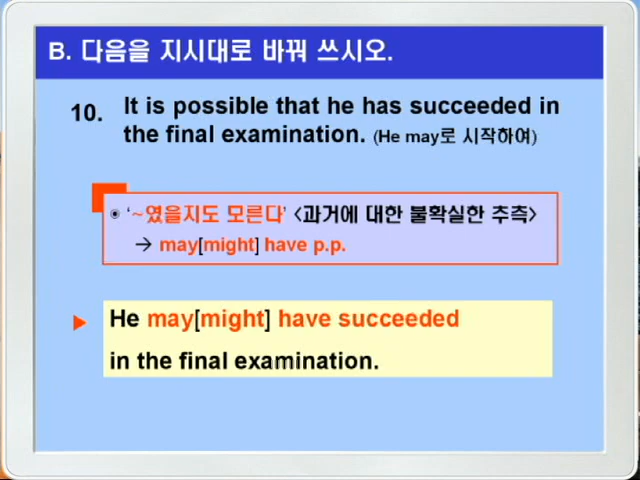 B. 다음을 지시대로 바꿔 쓰시오.
10. It is possible that he has succeeded in
the final examination. (He may로 시작하여)
◉ ‘~였을지도 모른다’ <과거에 대한 불확실한 추측>
→ may[might] have p.p.
▶ He may[might] have succeeded
in the final examination.